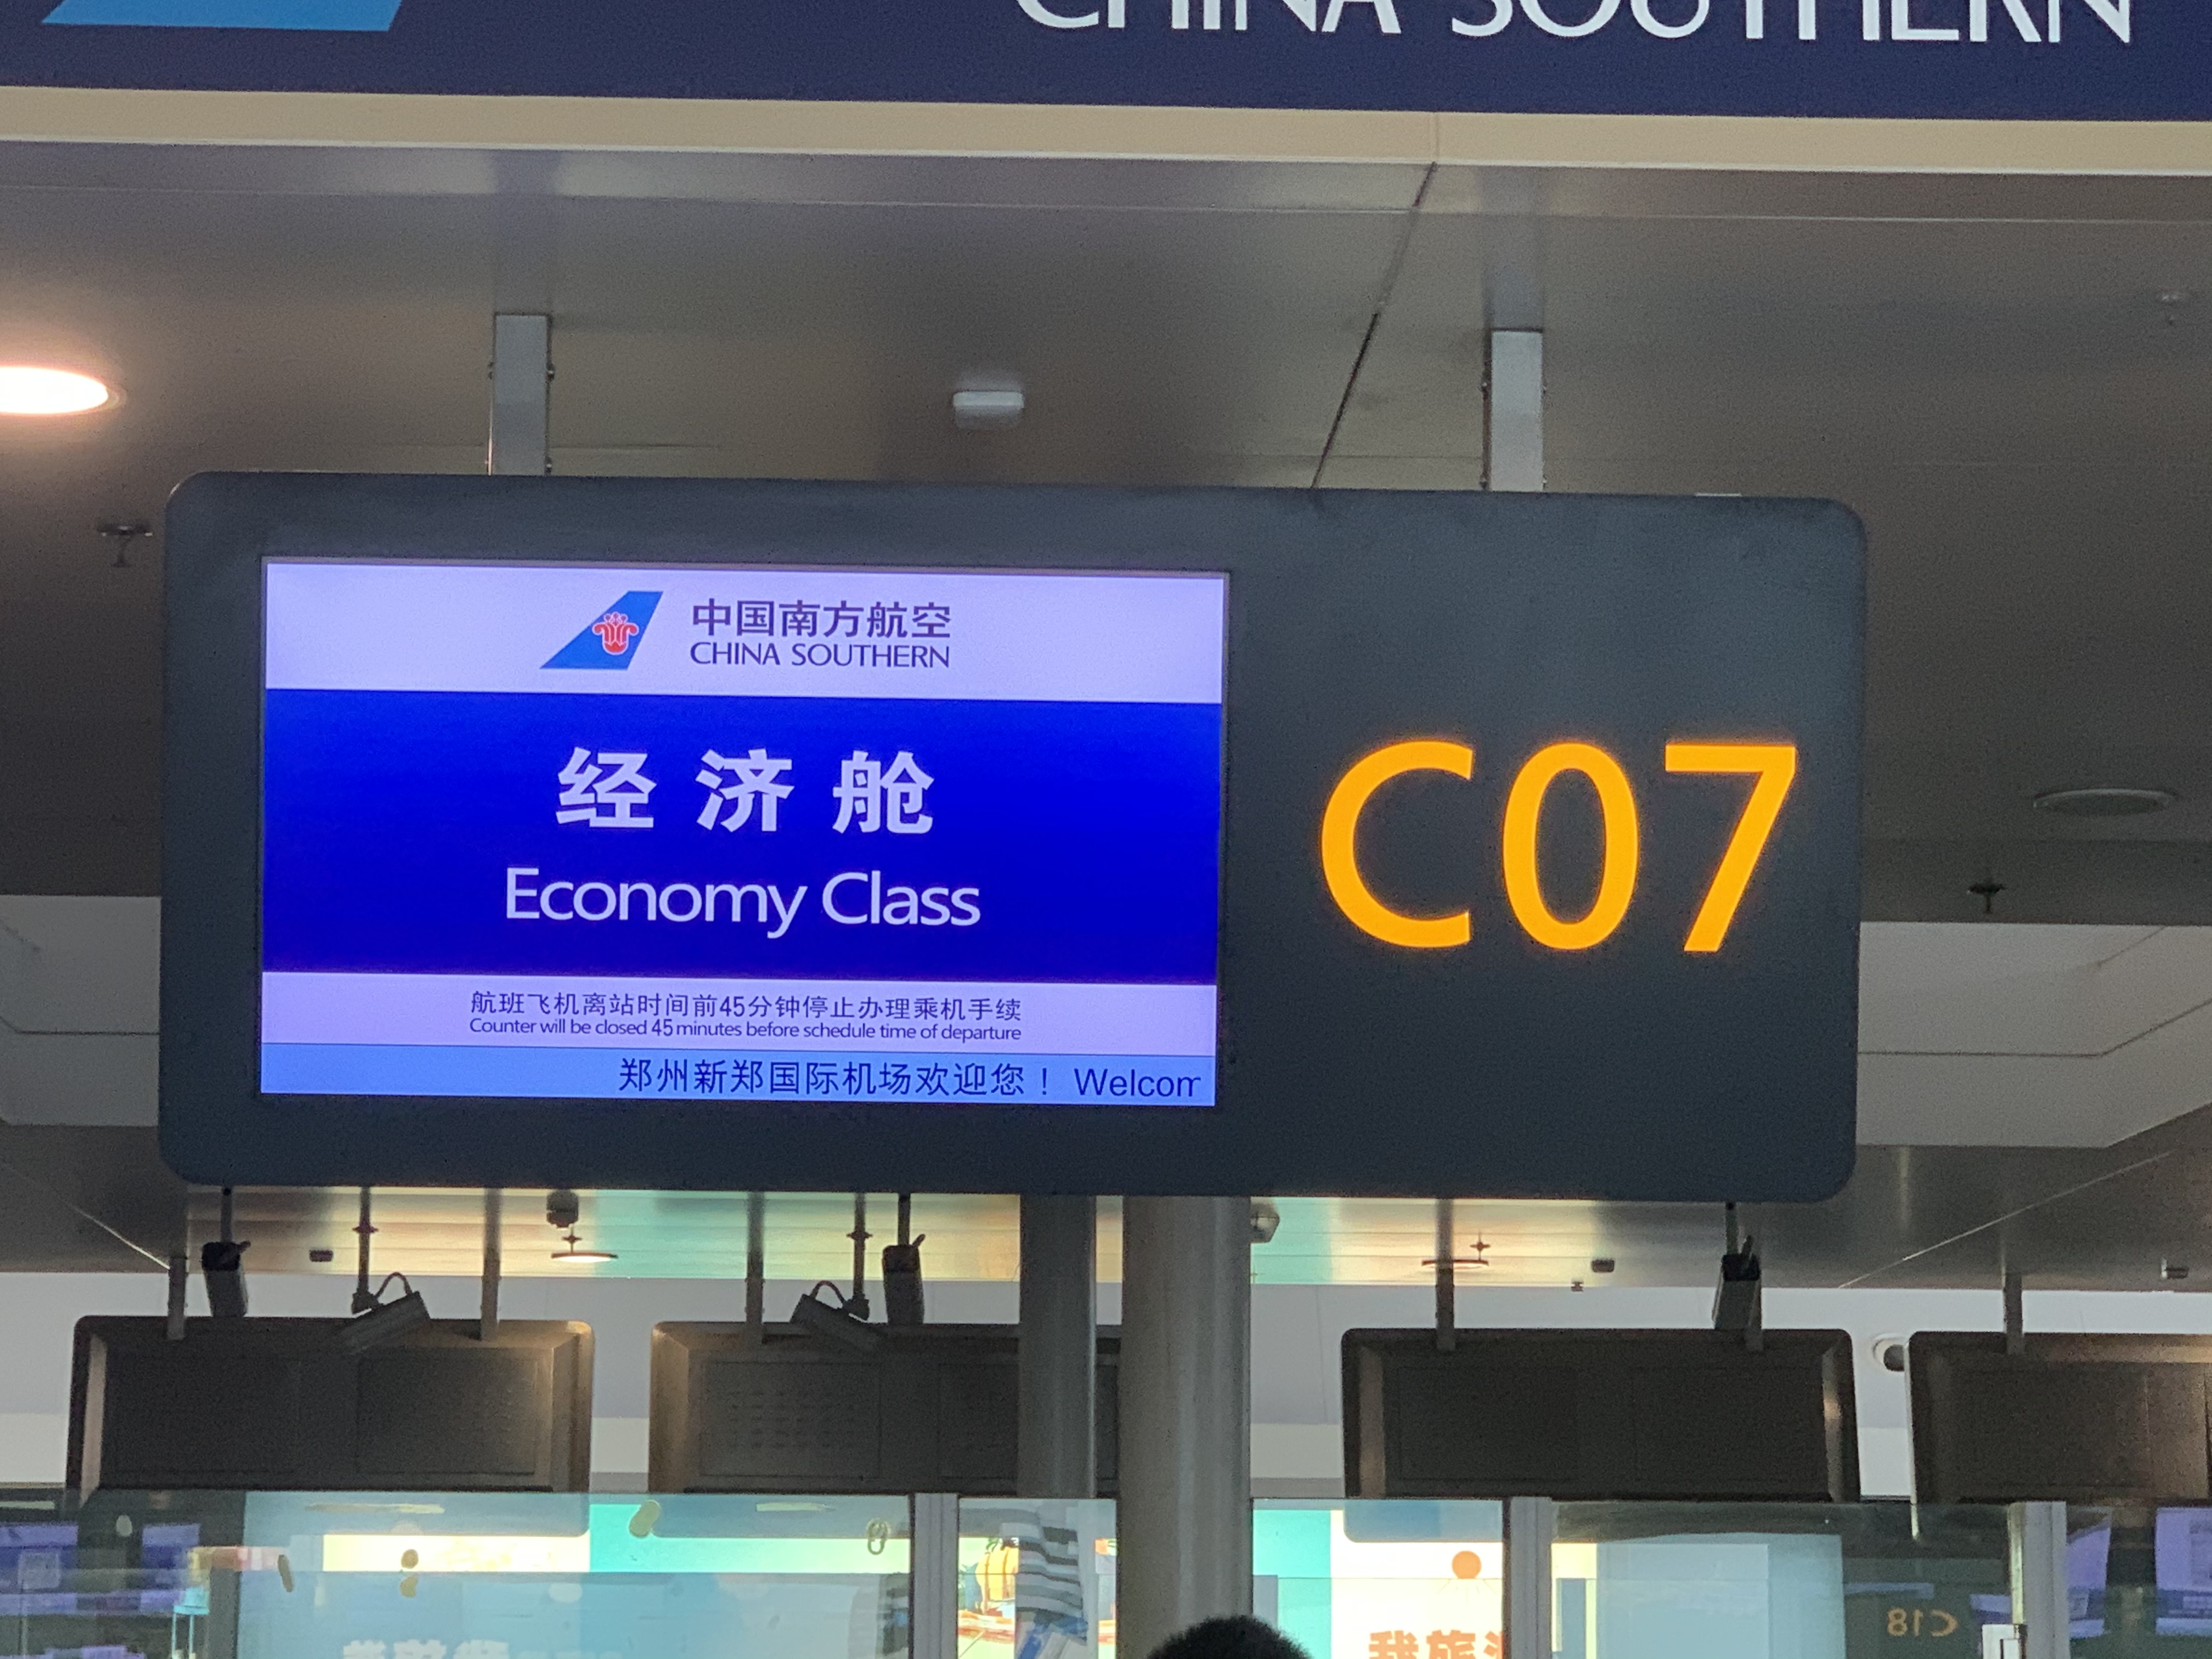 CHINA SOUTHERN
中国南方航空
CHINA SOUTHERN
经济舱
Economy Class
C07
航班飞机离站时间前45分钟停止办理乘机手续
Counter will be closed 45 minutes before schedule time of departure
郑州新郑国际机场欢迎您！ Welcom
C18
我旅